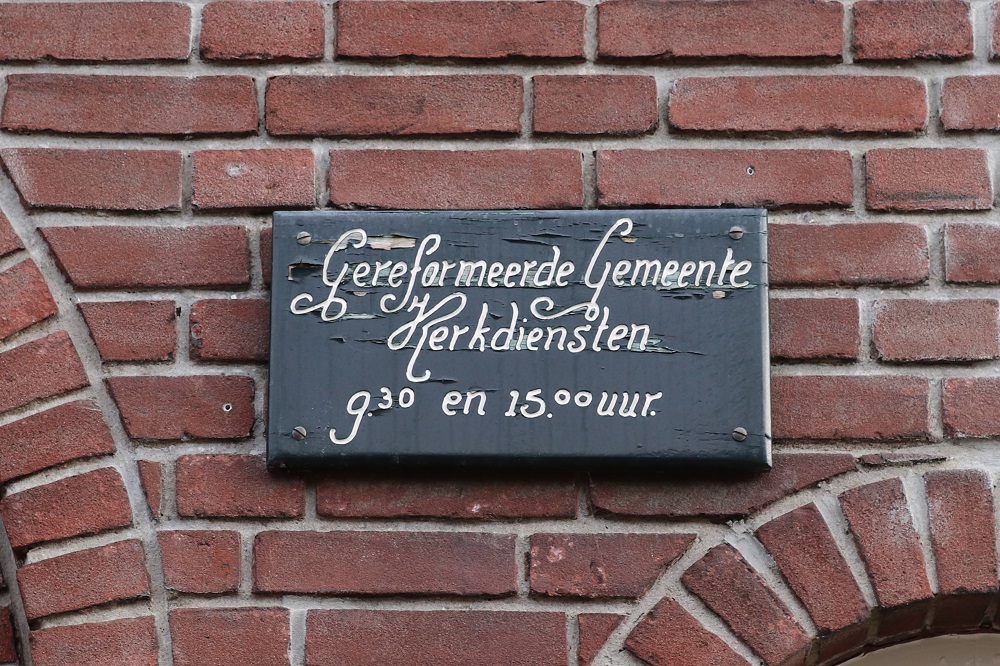 Gereformeerde Gemeente
Kerkdiensten
9.30 en 15.00 uur.